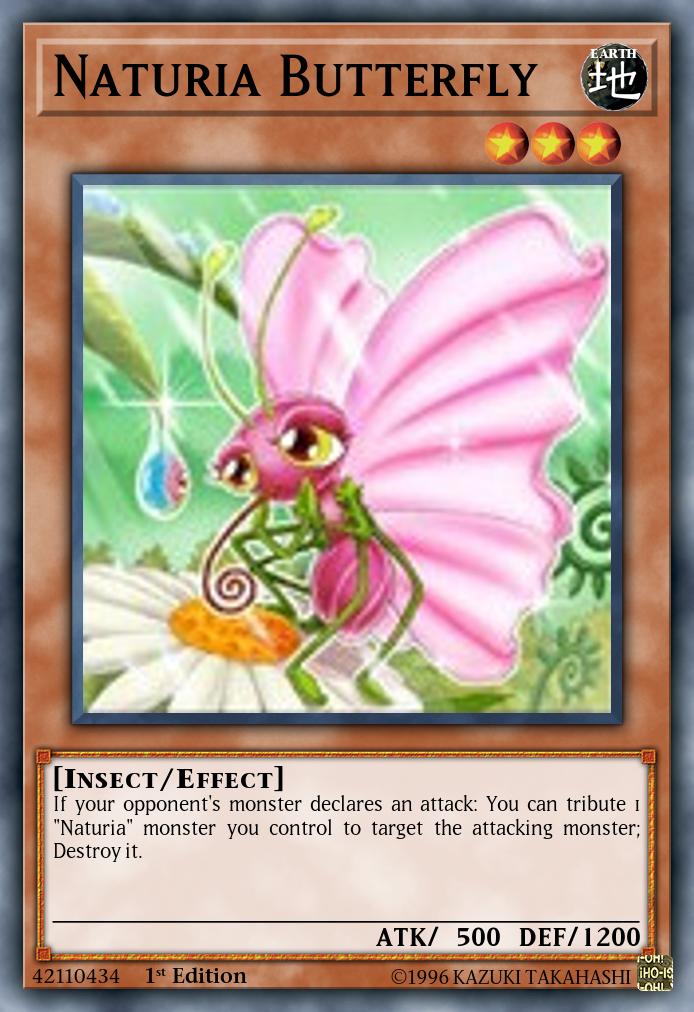 NATURIA BUTTERFLY
EARTH
地
[INSECT/EFFECT]
If your opponent's monster declares an attack: You can tribute 1
"Naturia" monster you control to target the attacking monster;
Destroy it.
ATK/ 500 DEF/1200
42110434 1st Edition ©1996 KAZUKI TAKAHASHI